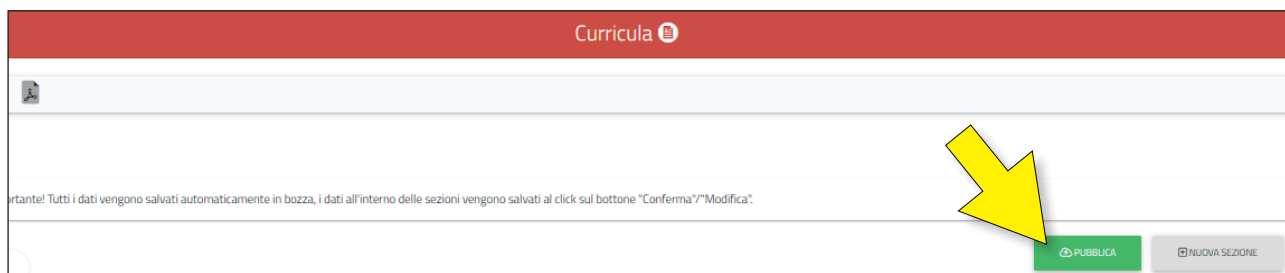 Curricula
rtante! Tutti i dati vengono salvati automaticamente in bozza, i dati all'interno delle sezioni vengono salvati al click sul bottone "Conferma"/"Modifica".
PUBBLICA
NUOVA SEZIONE